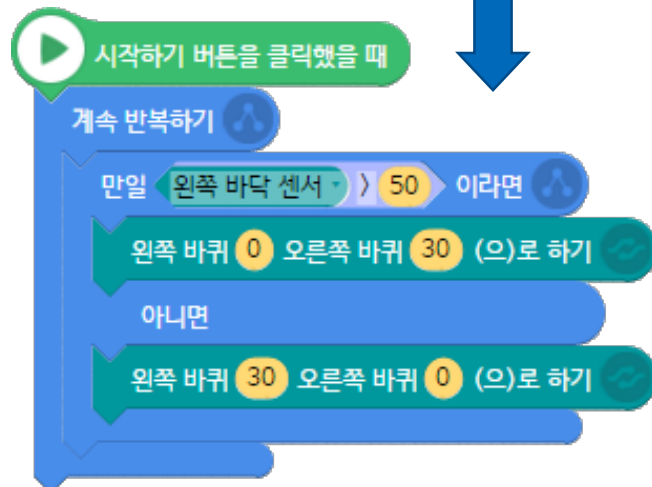 시작하기 버튼을 클릭했을 때
계속 반복하기
만일 왼쪽 바닥 센서 > 50 이라면
왼쪽 바퀴 0 오른쪽 바퀴 30 (으)로 하기
아니면
왼쪽 바퀴 30 오른쪽 바퀴 0 (으)로 하기